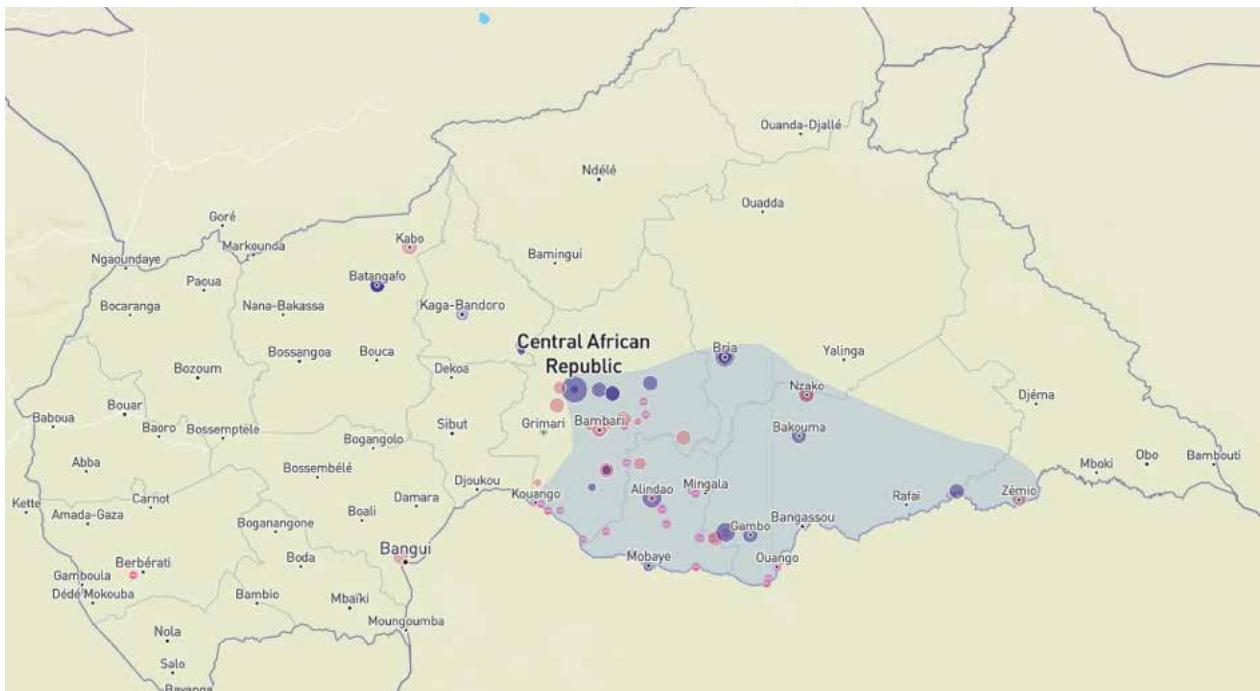 Ouanda-Djallé
Ndélé
Ouadda
Goré
Kabo
Markounda
Ngaoundaye
Bamingui
Paoua
Batangafo
Bocaranga
Nana-Bakassa
Kaga-Bandoro
Central African
Republic
Bria
Bossangoa
Bouca
Yalinga
Dekoa
Bozoum
Nzako
Djéma
Bouar
Baboua
Baoro
Bossemptélé
Sibut
Grimari
Bambari
Bakouma
Bogangolo
Obo
Bambouti
Mboki
Abba
Bossembélé
Djoukou
Alindao
Mingala
Zémio
Rafaï
Kouango
Damara
Carnot
Kette
Amada-Gaza
Boganangone
Boali
Gambo
Bangassou
Bangui
Boda
Mobaye
Ouango
Berbérati
Gamboula
Dédé Mokouba
Bambio
Mbaïki
Moungoumba
Nola
Salo
Bayanga